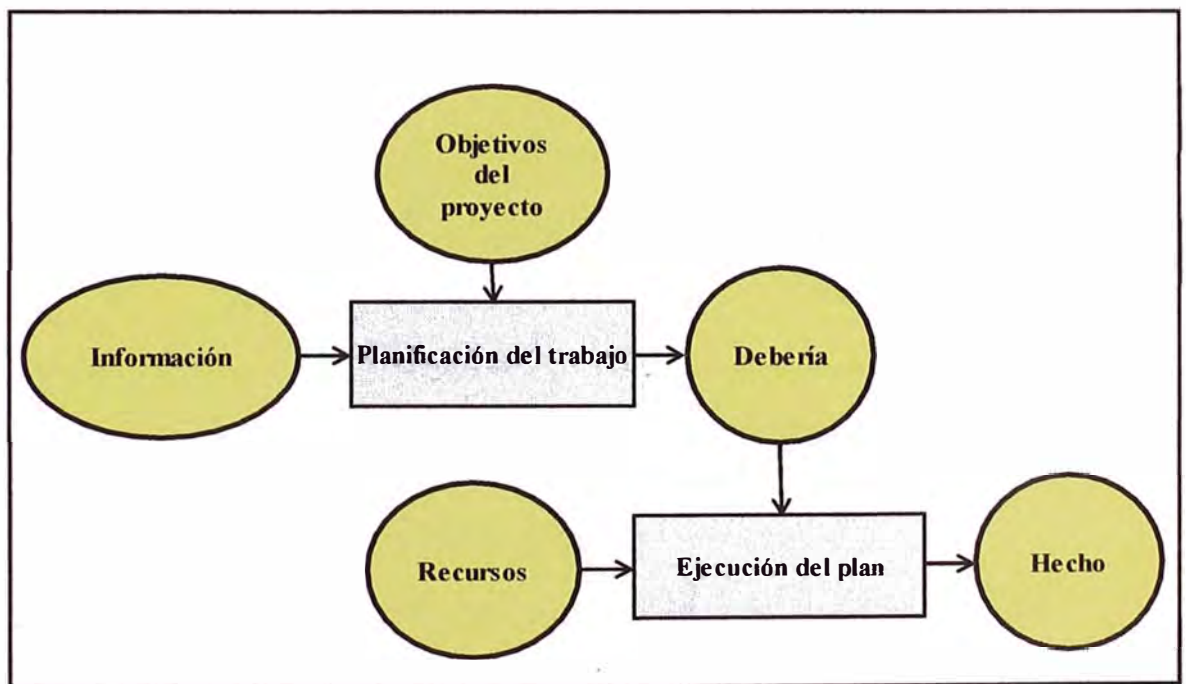 Objetivos
del
proyecto
Información
Planificación del trabajo
Debería
Recursos
Ejecución del plan
Hecho